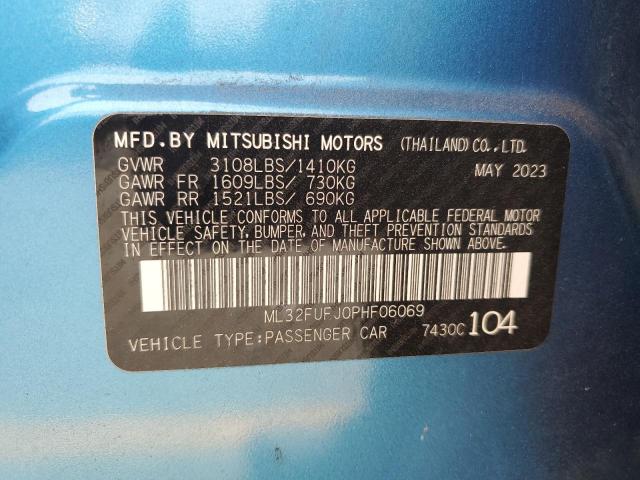 MFD.BY MITSUBISHI MOTORS (THAILAND) CO.,LTD.
GVWR 3108LBS/1410KG MAY 2023
GAWR FR 1609LBS/ 730KG
GAWR RR 1521LBS/ 690KG
THIS VEHICLE CONFORMS TO ALL APPLICABLE FEDERAL MOTOR
VEHICLE SAFETY, BUMPER, AND THEFT PREVENTION STANDARDS
IN EFFECT ON THE DATE OF MANUFACTURE SHOWN ABOVE.
ML32FUFJ0PHF06069
VEHICLE TYPE:PASSENGER CAR 7430C 104